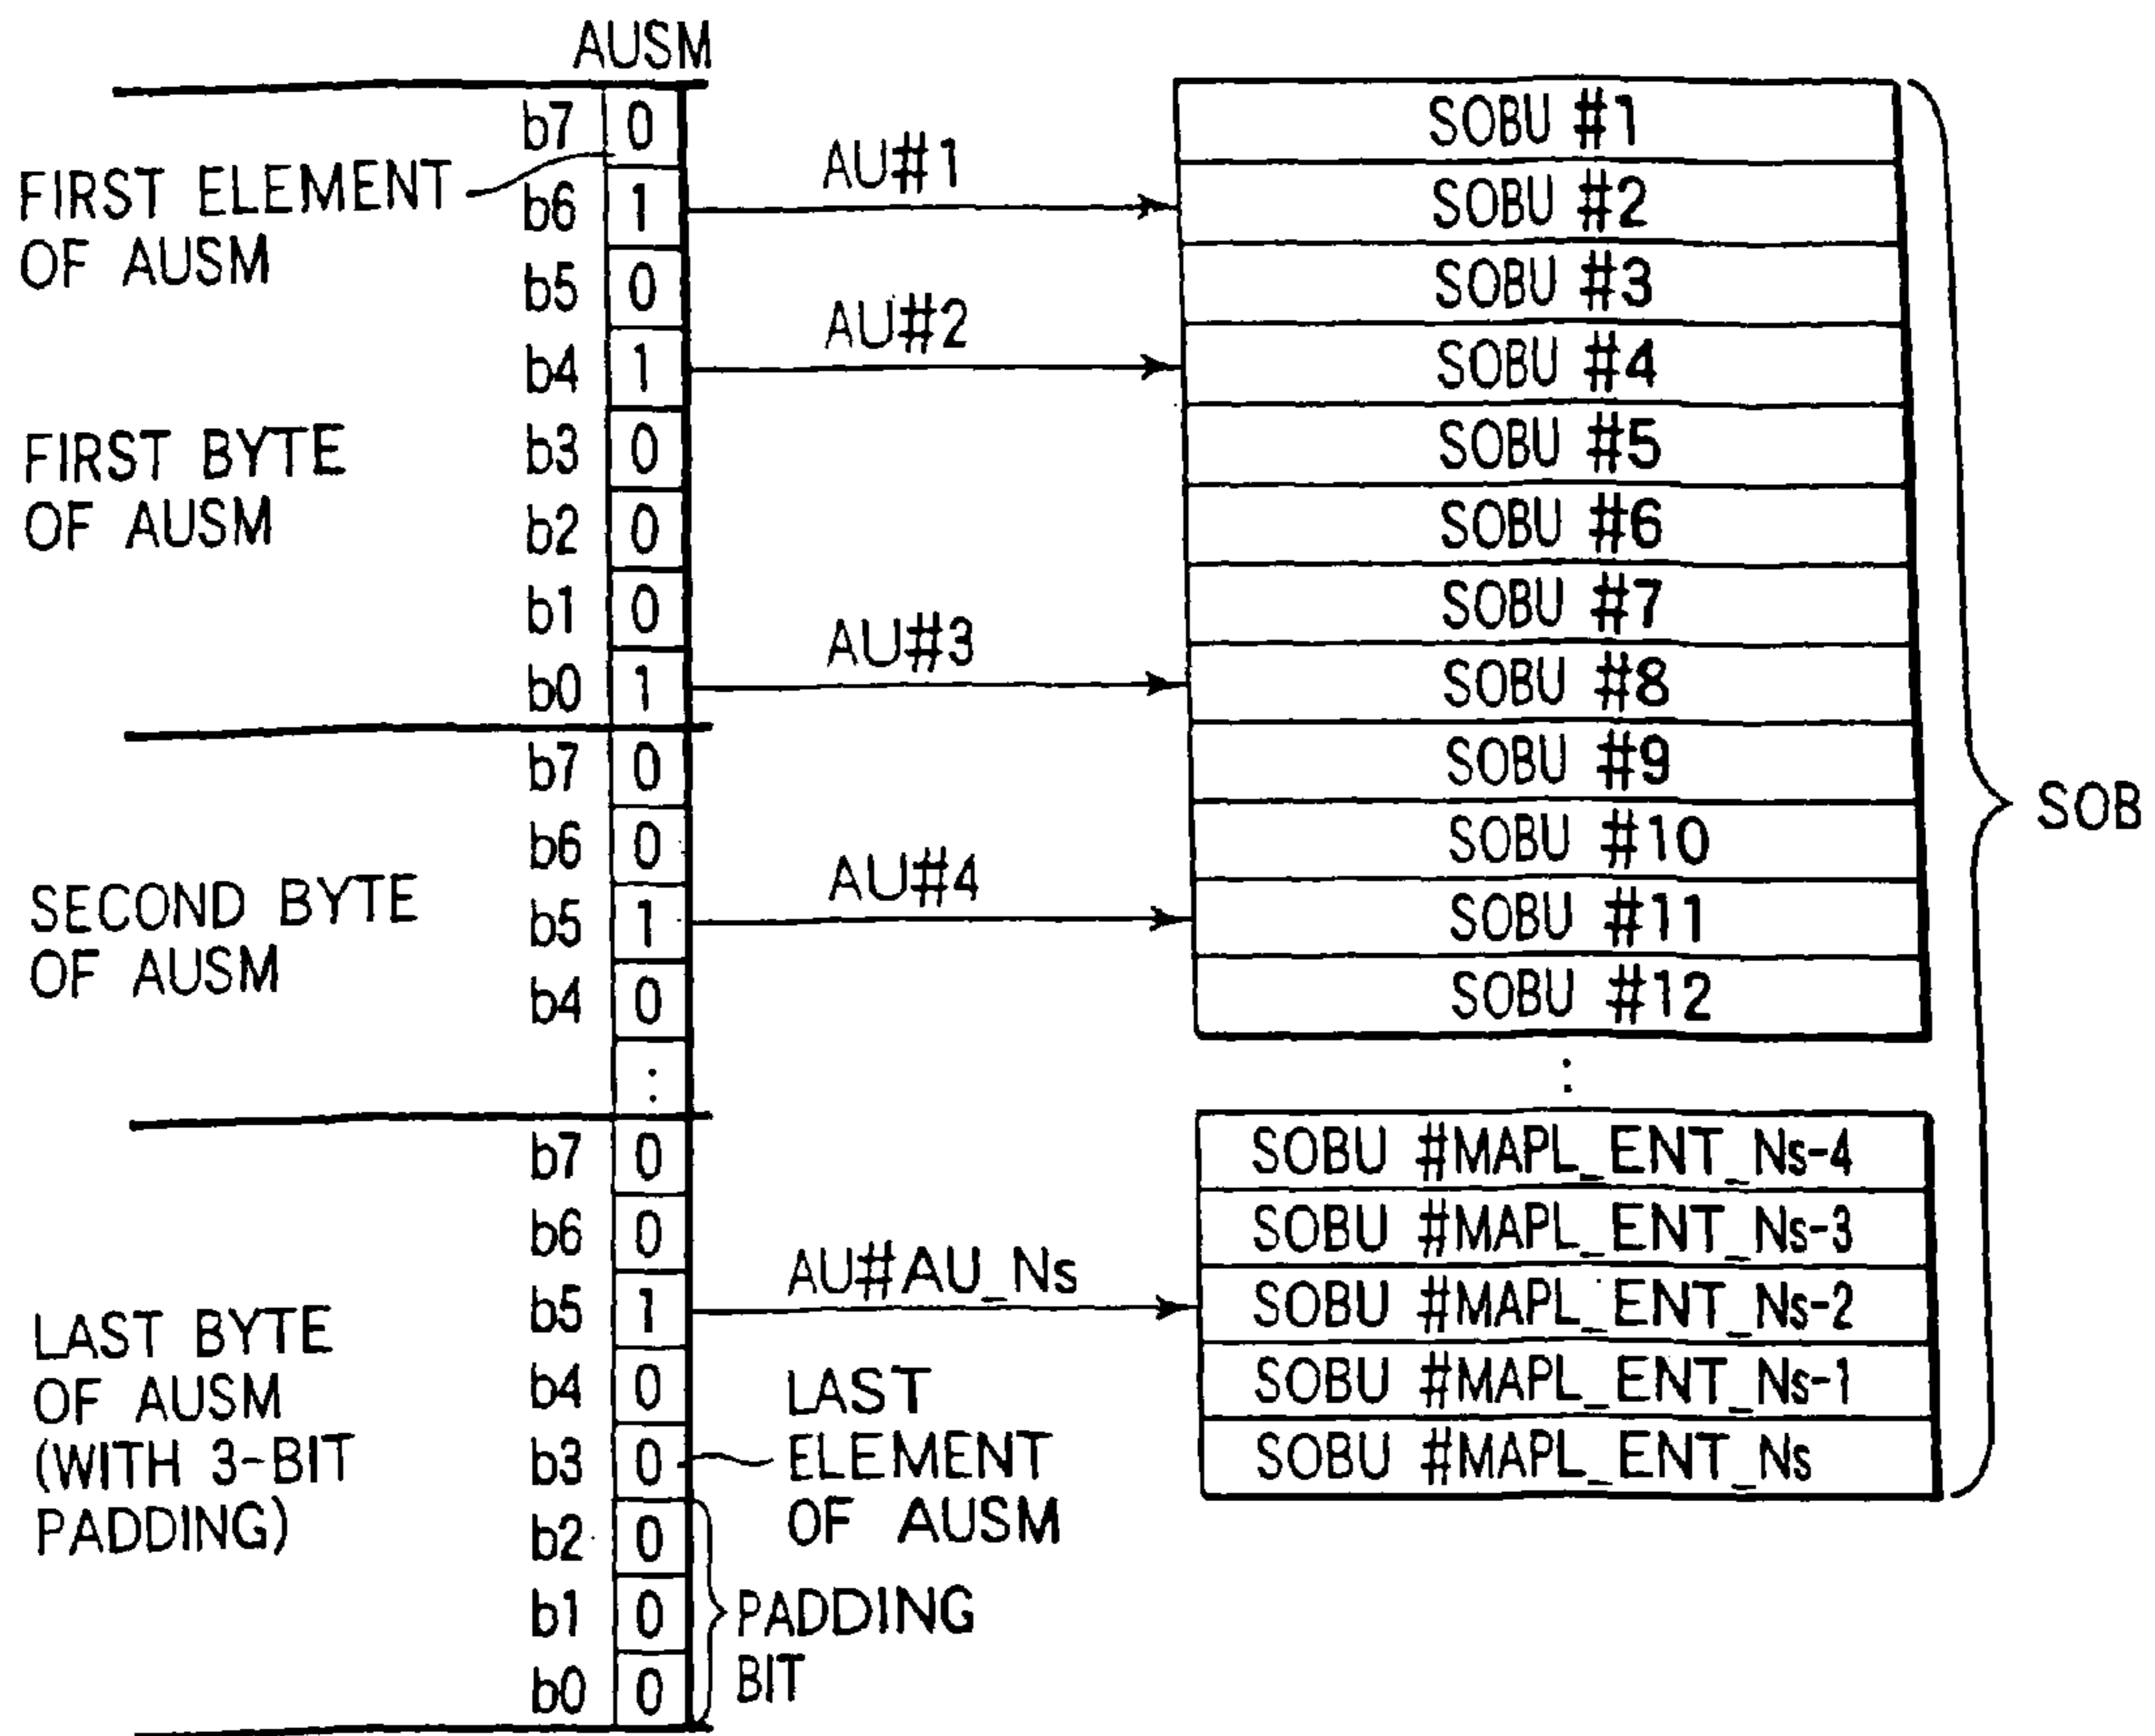 AUSM
b7 0 SOBU #1
FIRST ELEMENT
OF AUSM
b6 1 AU#1 SOBU #2
b5 0 SOBU #3
b4 1 AU#2 SOBU #4
FIRST BYTE
OF AUSM
b3 0 SOBU #5
b2 0 SOBU #6
b1 0 SOBU #7
b0 1 AU#3 SOBU #8
b7 0 SOBU #9
SOB
b6 0 SOBU #10
SECOND BYTE
OF AUSM
b5 1 AU#4 SOBU #11
b4 0 SOBU #12
: :
b7 0 SOBU #MAPL_ENT_Ns-4
b6 0 SOBU #MAPL_ENT_Ns-3
b5 1 AU#AU_Ns SOBU #MAPL_ENT_Ns-2
LAST BYTE
OF AUSM
(WITH 3-BIT
PADDING)
b4 0 SOBU #MAPL_ENT_Ns-1
b3 0 SOBU #MAPL_ENT_Ns
LAST
ELEMENT
OF AUSM
b2 0
b1 0
b0 0
PADDING
BIT